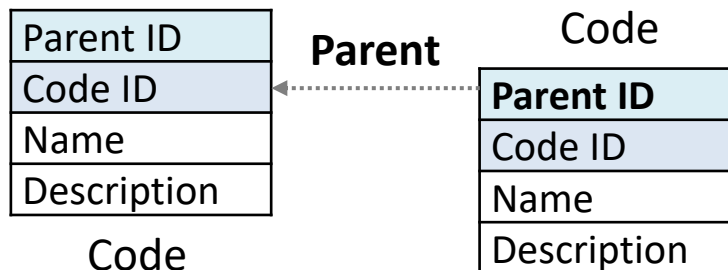 Parent ID
Code ID
Name
Description
Code
Parent
Code
Parent ID
Code ID
Name
Description